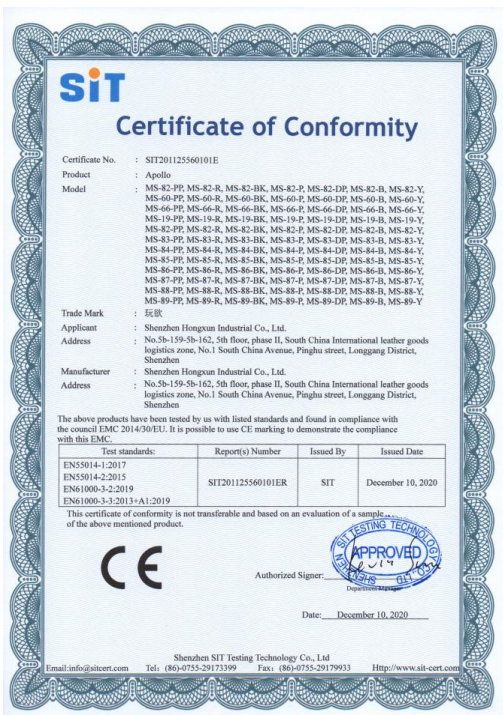 SiT
Certificate of Conformity
Certificate No. : SIT201125560101E
Product : Apollo
Model : MS-82-PP, MS-82-R, MS-82-BK, MS-82-P, MS-82-DP, MS-82-B, MS-82-Y,
MS-60-PP, MS-60-R, MS-60-BK, MS-60-P, MS-60-DP, MS-60-B, MS-60-Y,
MS-66-PP, MS-66-R, MS-66-BK, MS-66-P, MS-66-DP, MS-66-B, MS-66-Y,
MS-19-PP, MS-19-R, MS-19-BK, MS-19-P, MS-19-DP, MS-19-B, MS-19-Y,
MS-82-PP, MS-82-R, MS-82-BK, MS-82-P, MS-82-DP, MS-82-B, MS-82-Y,
MS-83-PP, MS-83-R, MS-83-BK, MS-83-P, MS-83-DP, MS-83-B, MS-83-Y,
MS-84-PP, MS-84-R, MS-84-BK, MS-84-P, MS-84-DP, MS-84-B, MS-84-Y,
MS-85-PP, MS-85-R, MS-85-BK, MS-85-P, MS-85-DP, MS-85-B, MS-85-Y,
MS-86-PP, MS-86-R, MS-86-BK, MS-86-P, MS-86-DP, MS-86-B, MS-86-Y,
MS-87-PP, MS-87-R, MS-87-BK, MS-87-P, MS-87-DP, MS-87-B, MS-87-Y,
MS-88-PP, MS-88-R, MS-88-BK, MS-88-P, MS-88-DP, MS-88-B, MS-88-Y,
MS-89-PP, MS-89-R, MS-89-BK, MS-89-P, MS-89-DP, MS-89-B, MS-89-Y
Trade Mark : 玩欲
Applicant : Shenzhen Hongxun Industrial Co., Ltd.
Address : No.5b-159-5b-162, 5th floor, phase II, South China International leather goods
logistics zone, No.1 South China Avenue, Pinghu street, Longgang District,
Shenzhen
Manufacturer : Shenzhen Hongxun Industrial Co., Ltd.
Address : No.5b-159-5b-162, 5th floor, phase II, South China International leather goods
logistics zone, No.1 South China Avenue, Pinghu street, Longgang District,
Shenzhen
The above products have been tested by us with listed standards and found in compliance with
the council EMC 2014/30/EU. It is possible to use CE marking to demonstrate the compliance
with this EMC.
Test standards: Report(s) Number Issued By Issued Date
EN55014-1:2017
EN55014-2:2015
EN61000-3-2:2019
EN61000-3-3:2013+A1:2019
SIT201125560101ER SIT December 10, 2020
This certificate of conformity is not transferable and based on an evaluation of a sample
of the above mentioned product.
CE
SHENZHEN SIT TESTING TECHNOLOGY CO., LTD
APPROVED
Authorized Signer:
Department Manager
Date: December 10, 2020
Shenzhen SIT Testing Technology Co., Ltd
Email:info@sitcert.com Tel: (86)-0755-29173399 Fax: (86)-0755-29179933 Http://www.sit-cert.com